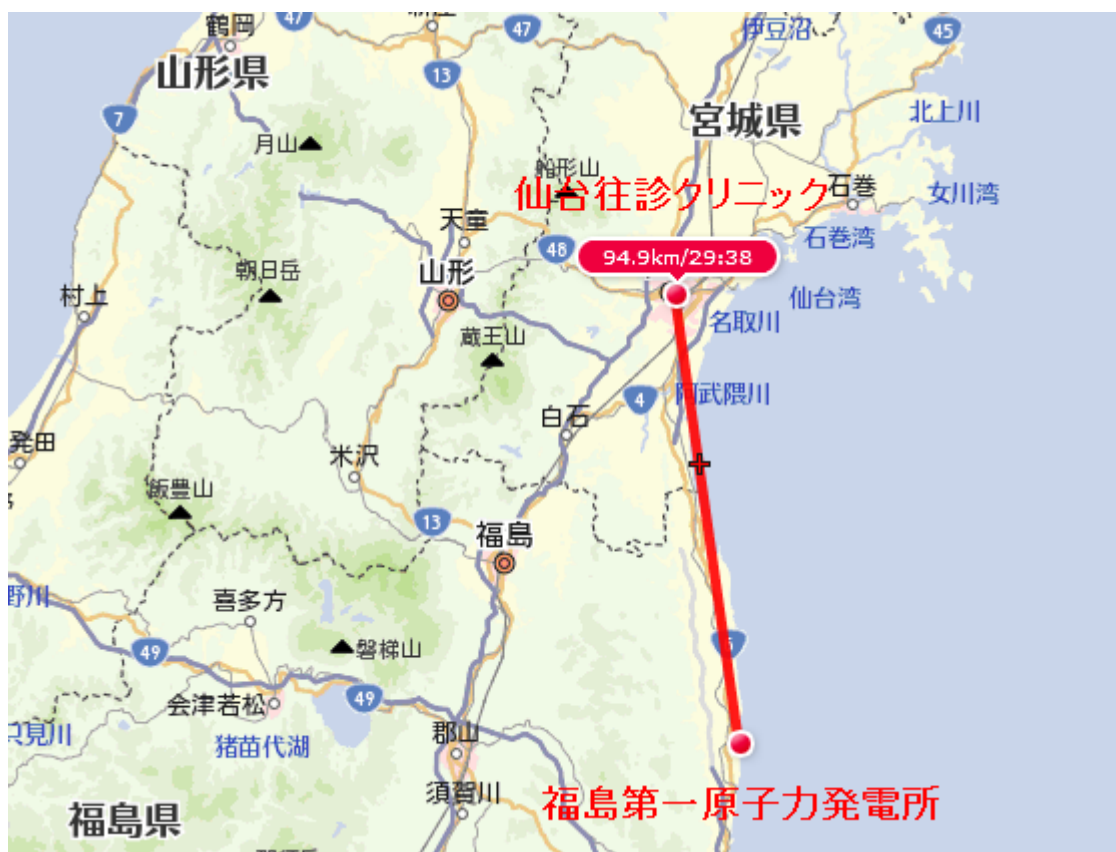 47
鶴岡
47
伊豆沼
45
山形県
13
7
宮城県
北上川
月山
船形山
仙台往診クリニック
石巻
女川湾
天童
石巻湾
48
94.9km/29:38
朝日岳
山形
村上
仙台湾
名取川
蔵王山
阿武隈川
4
白石
発田
米沢
飯豊山
13
福島
野川
喜多方
49
磐梯山
6
会津若松
49
只見川
猪苗代湖
郡山
須賀川
福島第一原子力発電所
福島県